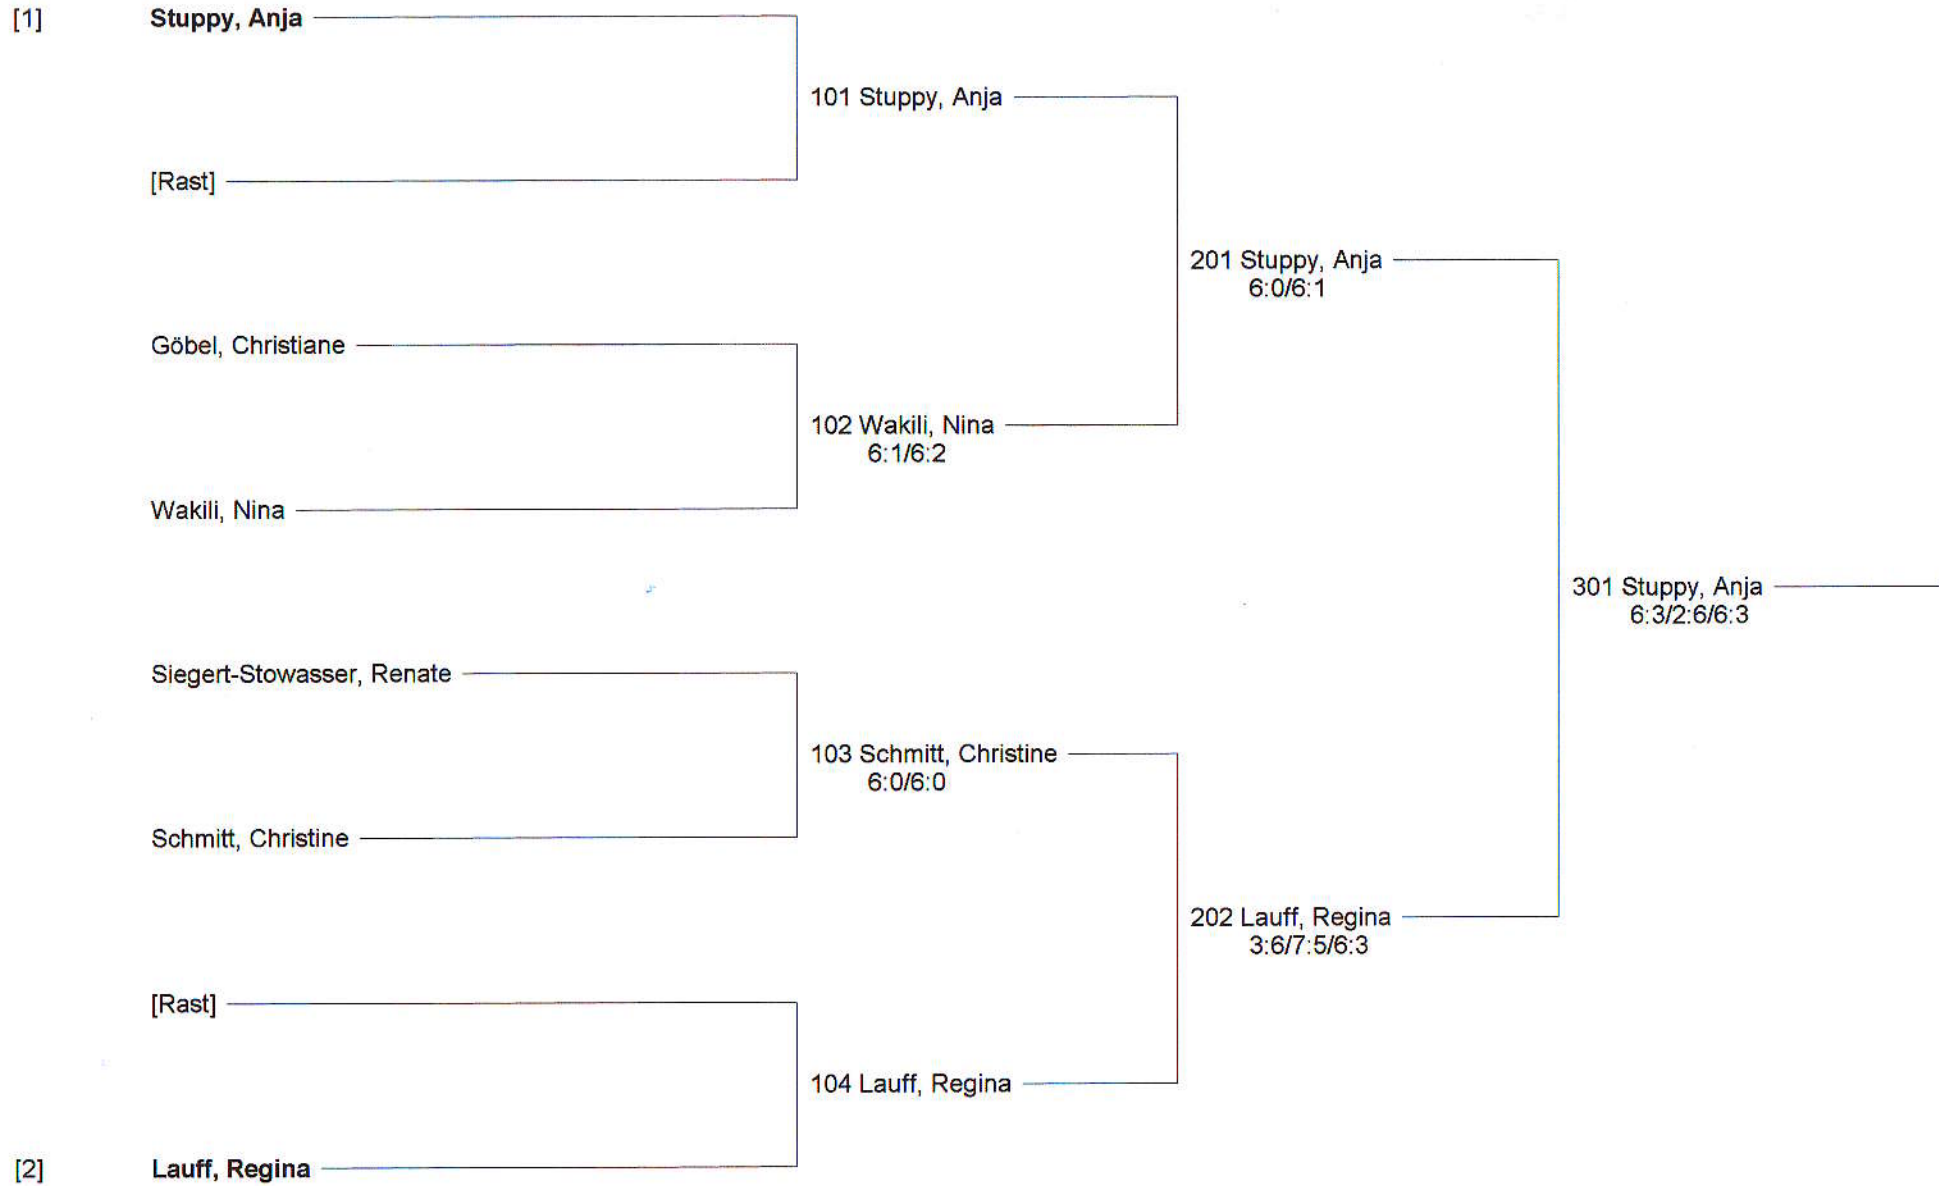 [1] Stuppy, Anja
101 Stuppy, Anja
[Rast]
201 Stuppy, Anja
6:0/6:1
Göbel, Christiane
102 Wakili, Nina
6:1/6:2
Wakili, Nina
301 Stuppy, Anja
6:3/2:6/6:3
Siegert-Stowasser, Renate
103 Schmitt, Christine
6:0/6:0
Schmitt, Christine
202 Lauff, Regina
3:6/7:5/6:3
[Rast]
104 Lauff, Regina
[2] Lauff, Regina